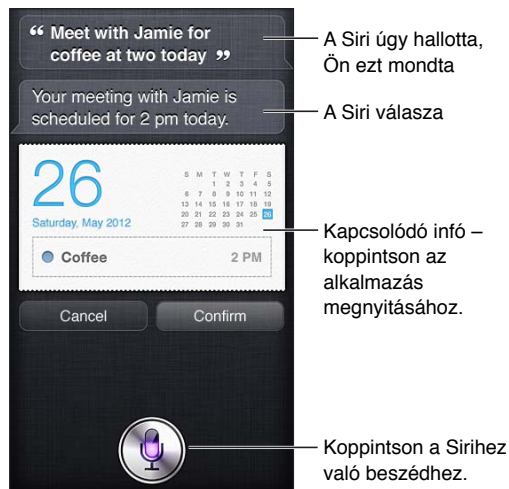 “ Meet with Jamie for
coffee at two today ”
A Siri úgy hallotta,
Ön ezt mondta
Your meeting with Jamie is
scheduled for 2 pm today.
A Siri válasza
26
Saturday, May 2012
S M T W T F S
1 2 3 4 5
6 7 8 9 10 11 12
13 14 15 16 17 18 19
20 21 22 23 24 25 26
27 28 29 30 31
Coffee 2 PM
Kapcsolódó infó –
koppintson az
alkalmazás
megnyitásához.
Cancel Confirm
Koppintson a Sirihez
való beszédhez.